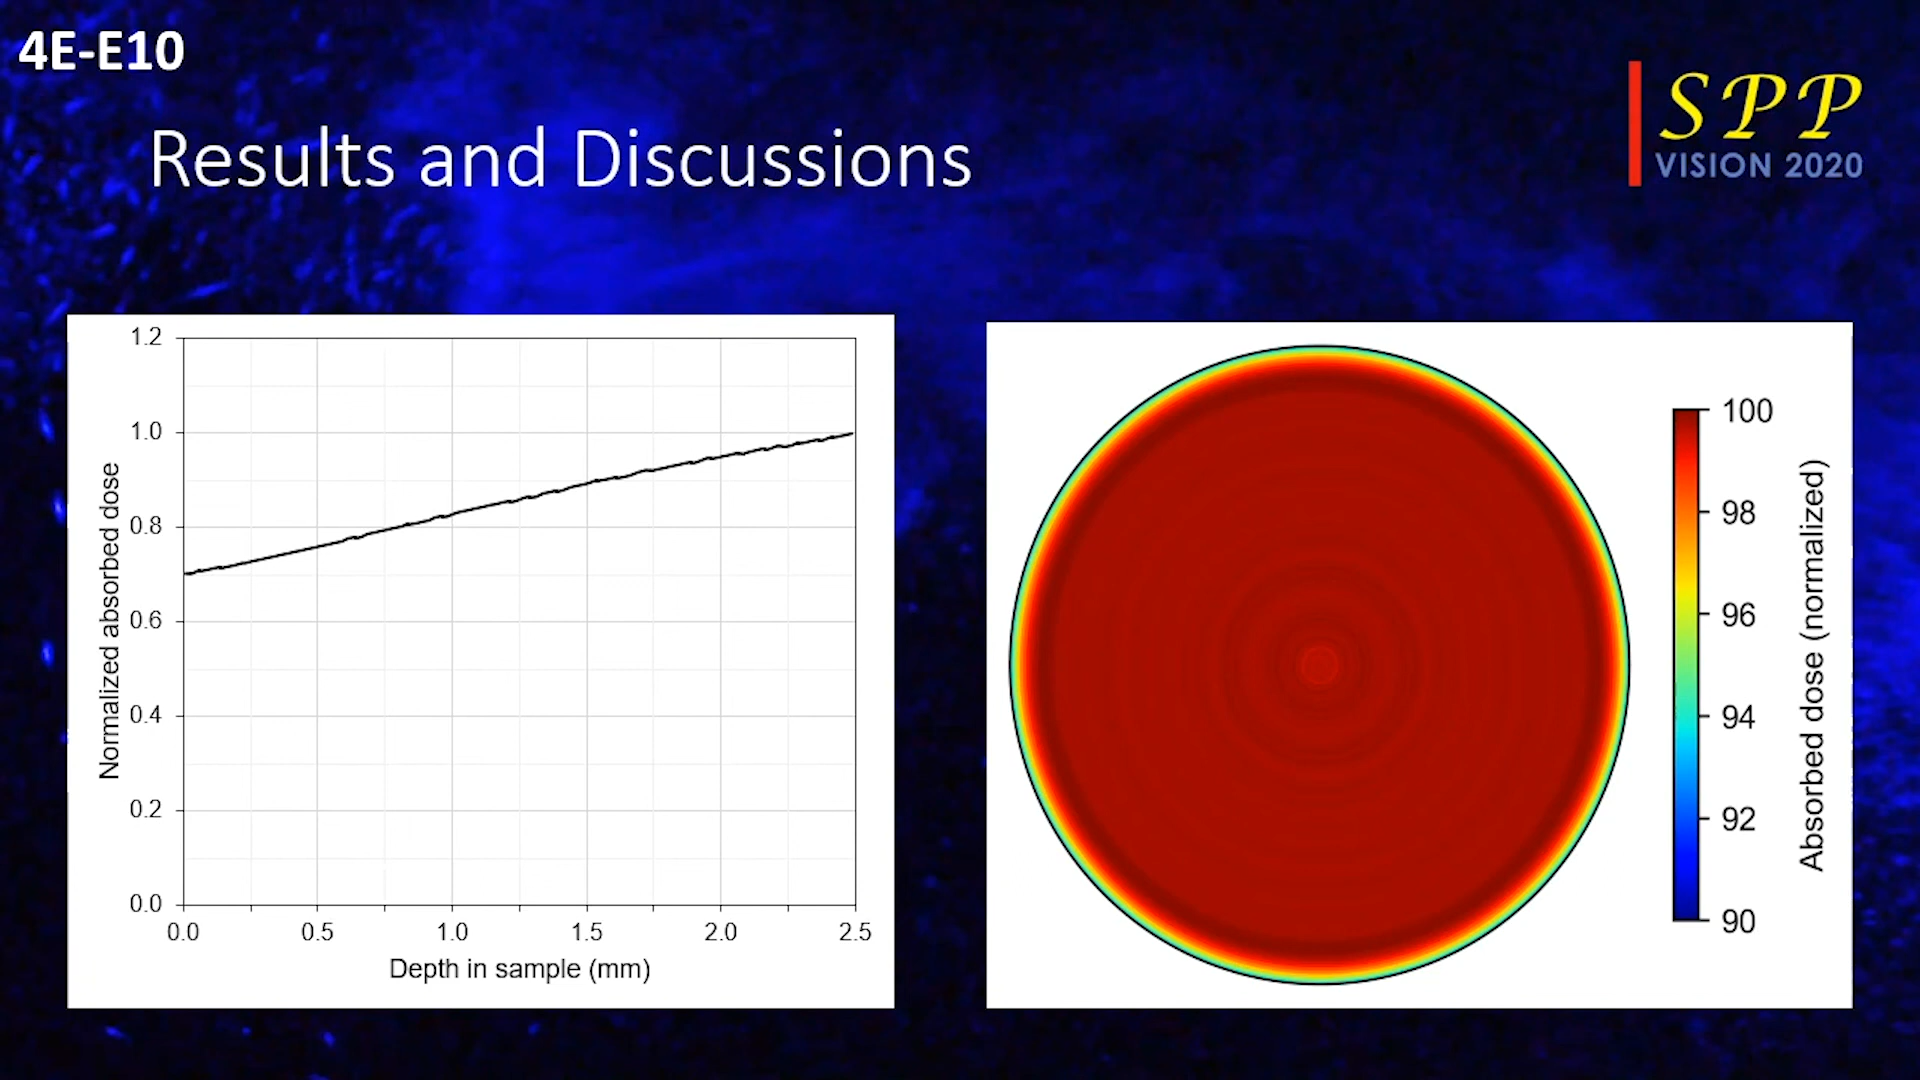 4E-E10
SPP
VISION 2020
Results and Discussions
1.2
1.0
0.8
0.6
0.4
0.2
0.0
Normalized absorbed dose
0.0 0.5 1.0 1.5 2.0 2.5
Depth in sample (mm)
100
98
96
94
92
90
Absorbed dose (normalized)